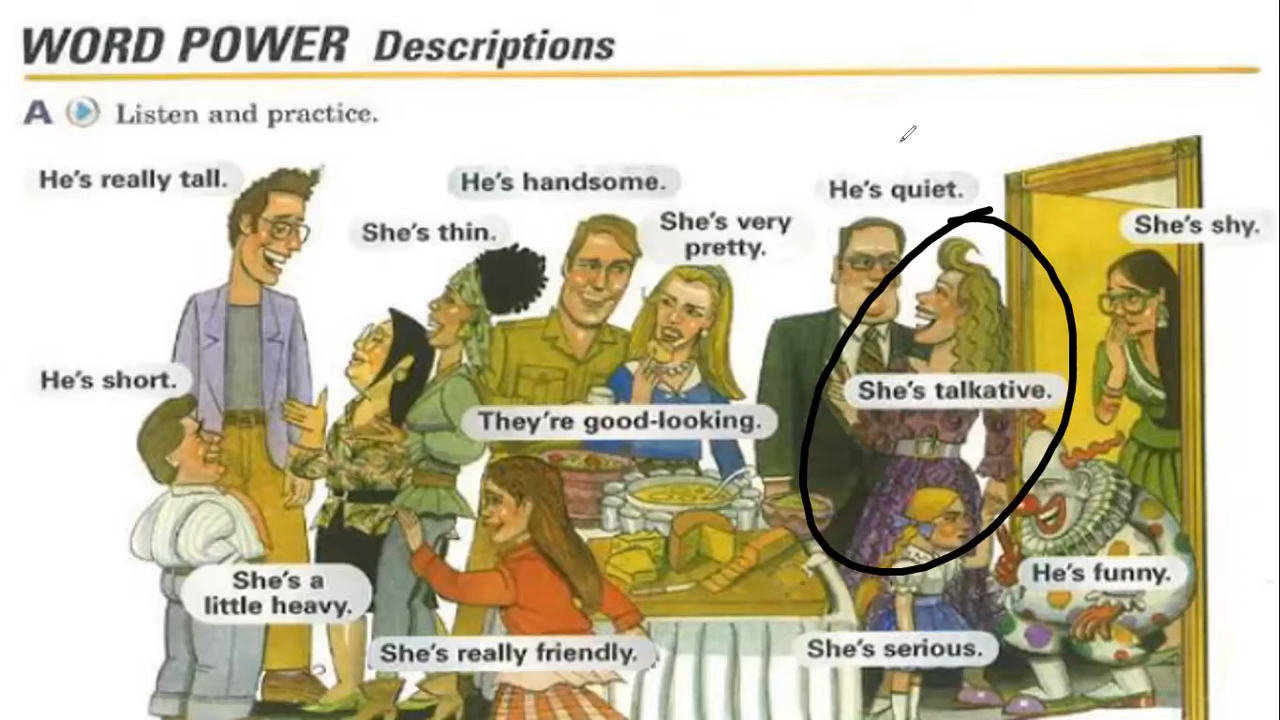 WORD POWER Descriptions
A Listen and practice.
He's really tall.
He's handsome.
He's quiet.
She's thin.
She's very
pretty.
She's shy.
He's short.
They're good-looking.
She's talkative.
She's a
little heavy.
He's funny.
She's really friendly.
She's serious.